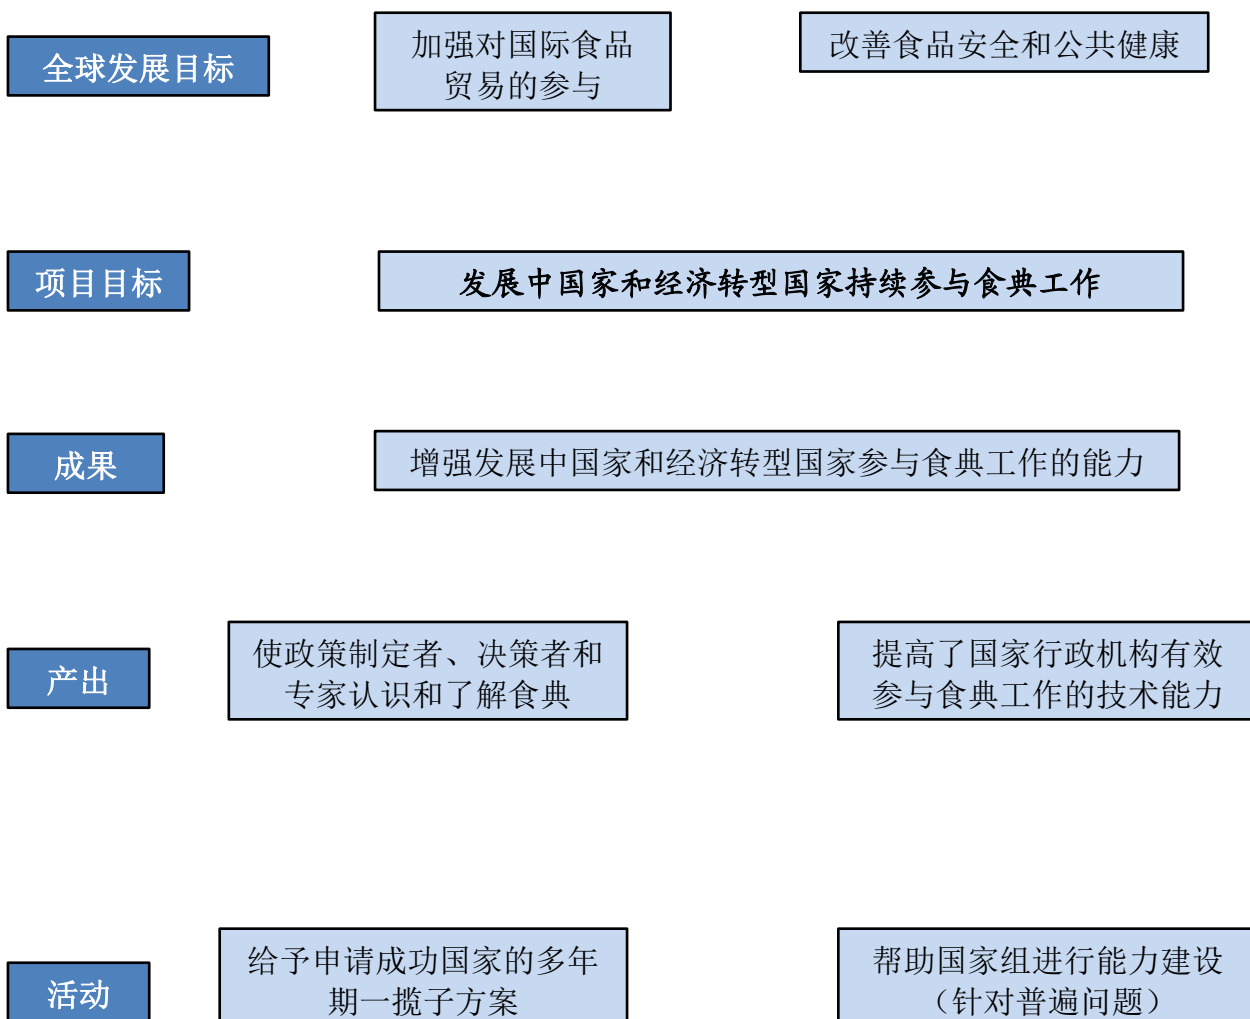 全球发展目标
加强对国际食品
贸易的参与
改善食品安全和公共健康
项目目标
发展中国家和经济转型国家持续参与食典工作
成果
增强发展中国家和经济转型国家参与食典工作的能力
产出
使政策制定者、决策者和
专家认识和了解食典
提高了国家行政机构有效
参与食典工作的技术能力
活动
给予申请成功国家的多年
期一揽子方案
帮助国家组进行能力建设
（针对普遍问题）